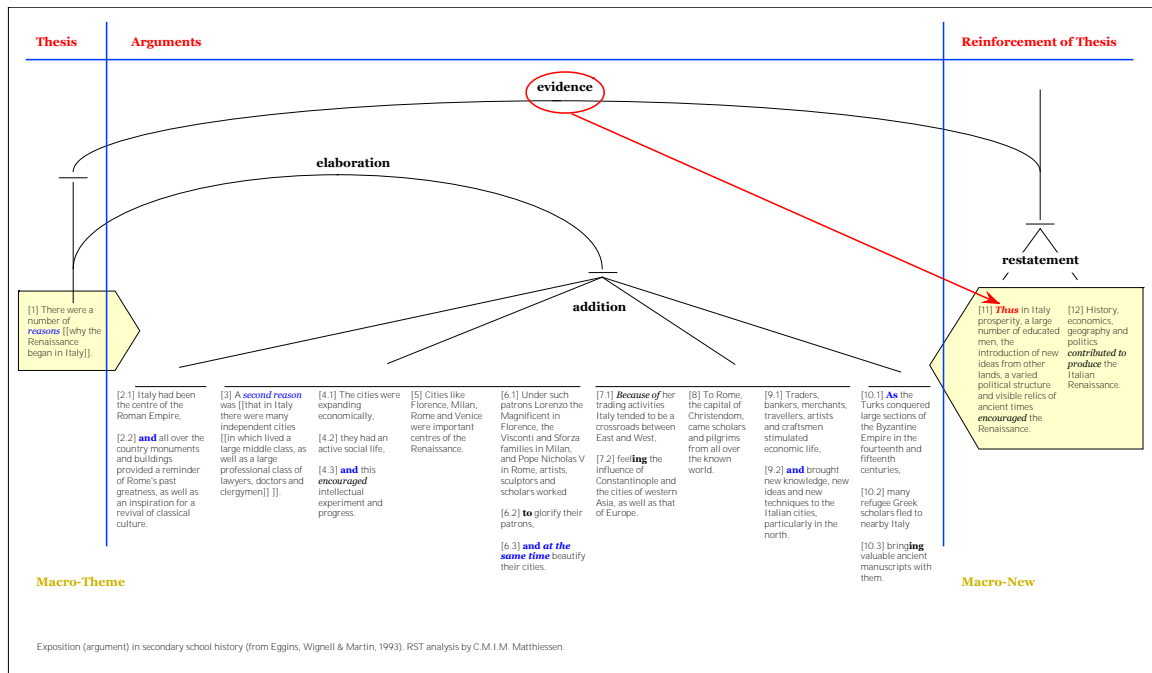 Thesis
Arguments
Reinforcement of Thesis
evidence
elaboration
addition
restatement
[1] There were a
number of
reasons [[why the
Renaissance
began in Italy]].
[2.1] Italy had been
the centre of the
Roman Empire,
[2.2] and all over the
country monuments
and buildings
provided a reminder
of Rome's past
greatness, as well as
an inspiration for a
revival of classical
culture.
[3] A second reason
was [[that in Italy
there were many
independent cities
[[in which lived a
large middle class, as
well as a large
professional class of
lawyers, doctors and
clergymen]] ]].
[4.1] The cities were
expanding
economically,
[4.2] they had an
active social life,
[4.3] and this
encouraged
intellectual
experiment and
progress.
[5] Cities like
Florence, Milan,
Rome and Venice
were important
centres of the
Renaissance.
[6.1] Under such
patrons Lorenzo the
Magnificent in
Florence, the
Visconti and Sforza
families in Milan,
and Pope Nicholas V
in Rome, artists,
sculptors and
scholars worked
[6.2] to glorify their
patrons,
[6.3] and at the
same time beautify
their cities.
[7.1] Because of her
trading activities
Italy tended to be a
crossroads between
East and West,
[7.2] feeling the
influence of
Constantinople and
the cities of western
Asia, as well as that
of Europe.
[8] To Rome,
the capital of
Christendom,
came scholars
and pilgrims
from all over
the known
world.
[9.1] Traders,
bankers, merchants,
travellers, artists
and craftsmen
stimulated
economic life,
[9.2] and brought
new knowledge, new
ideas and new
techniques to the
Italian cities,
particularly in the
north.
[10.1] As the
Turks conquered
large sections of
the Byzantine
Empire in the
fourteenth and
fifteenth
centuries,
[10.2] many
refugee Greek
scholars fled to
nearby Italy
[10.3] bringing
valuable ancient
manuscripts with
them.
[11] Thus in Italy
prosperity, a large
number of educated
men, the
introduction of new
ideas from other
lands, a varied
political structure
and visible relics of
ancient times
encouraged the
Renaissance.
[12] History,
economics,
geography and
politics
contributed to
produce the
Italian
Renaissance.
Macro-Theme
Macro-New
Exposition (argument) in secondary school history (from Eggins, Wignell & Martin, 1993). RST analysis by C.M.I.M. Matthiessen.